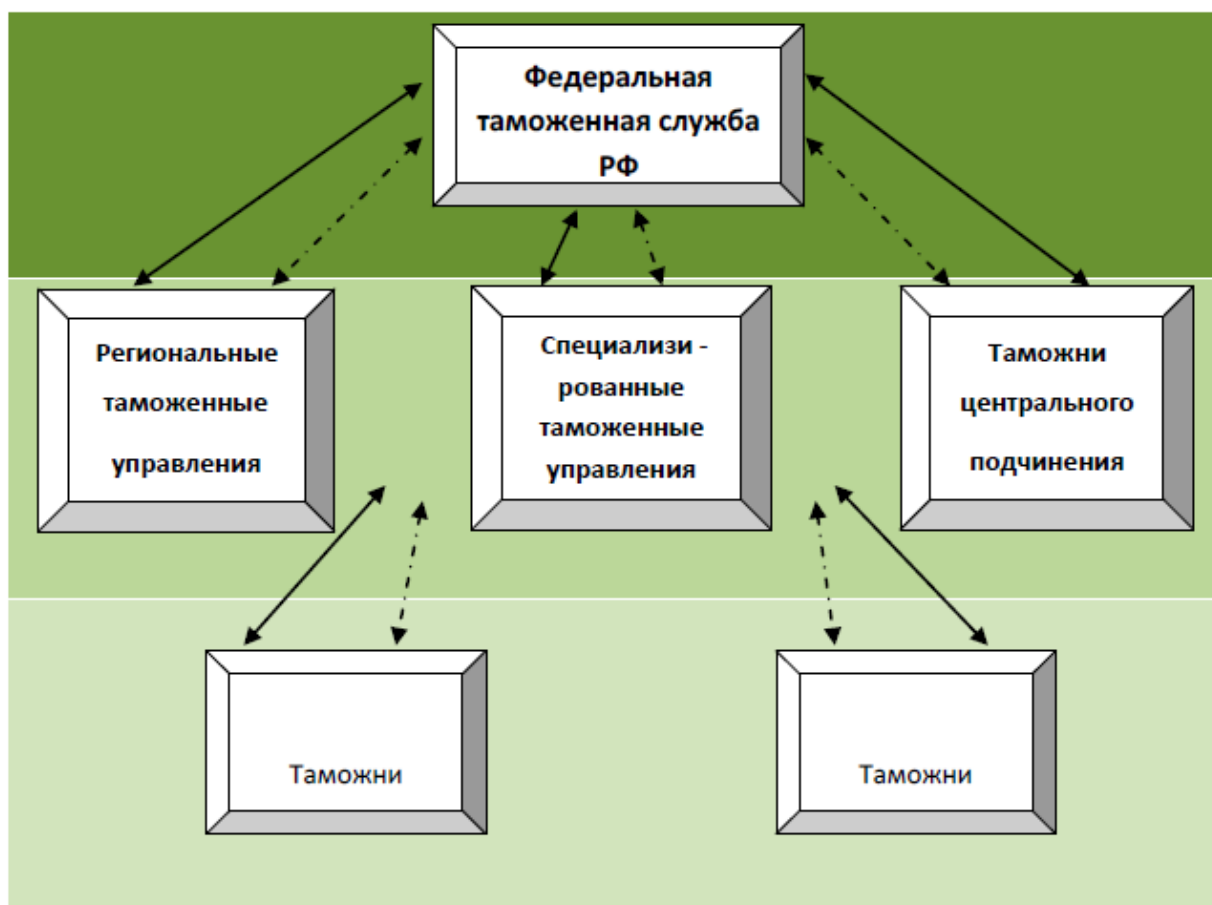 Федеральная
таможенная служба
РФ
Региональные
таможенные
управления
Специализи -
рованные
таможенные
управления
Таможни
центрального
подчинения
Таможни
Таможни